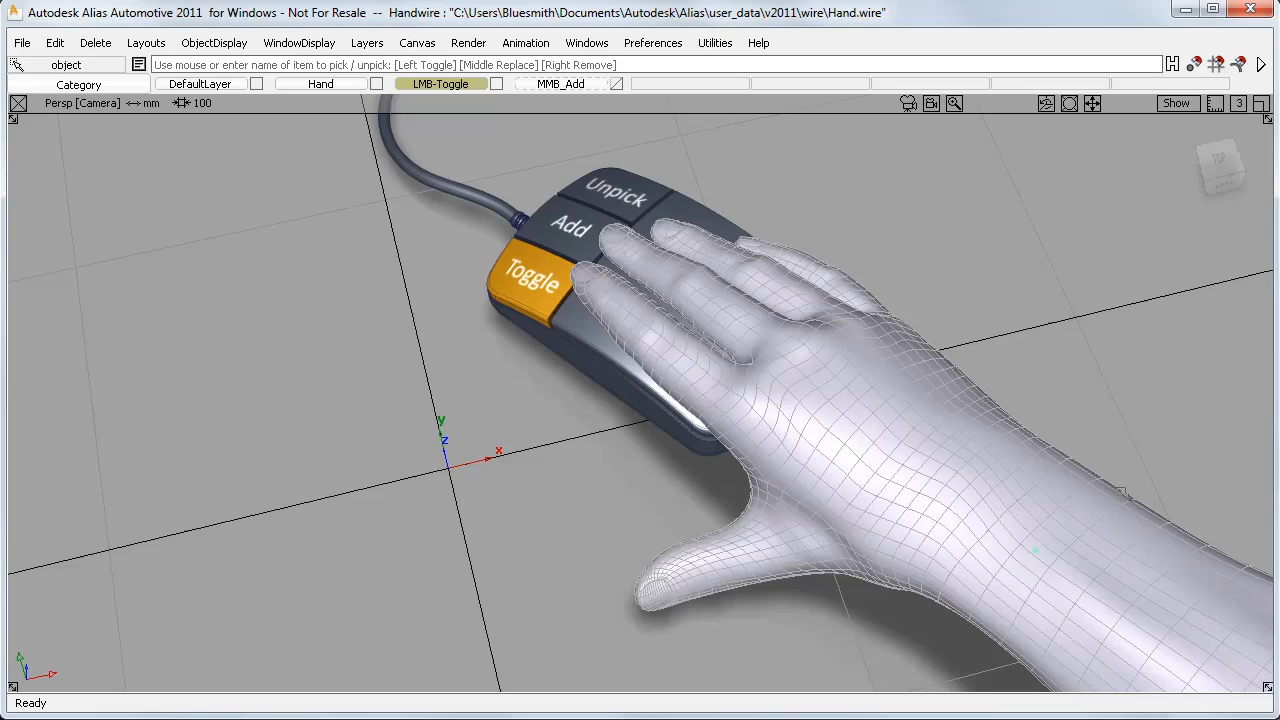 Autodesk Alias Automotive 2011 for Windows - Not For Resale -- Handwire : "C:\Users\Bluesmith\Documents\Autodesk\Alias\user_data\v2011\wire\Hand.wire"
File Edit Delete Layouts ObjectDisplay WindowDisplay Layers Canvas Render Animation Windows Preferences Utilities Help
object Use mouse or enter name of item to pick / unpick: [Left Toggle] [Middle Replace] [Right Remove]
Category DefaultLayer Hand LMB-Toggle MMB_Add
Persp [Camera] mm 100 Show 3
TOP
Unpick
Add
Toggle
y
z
x
Ready